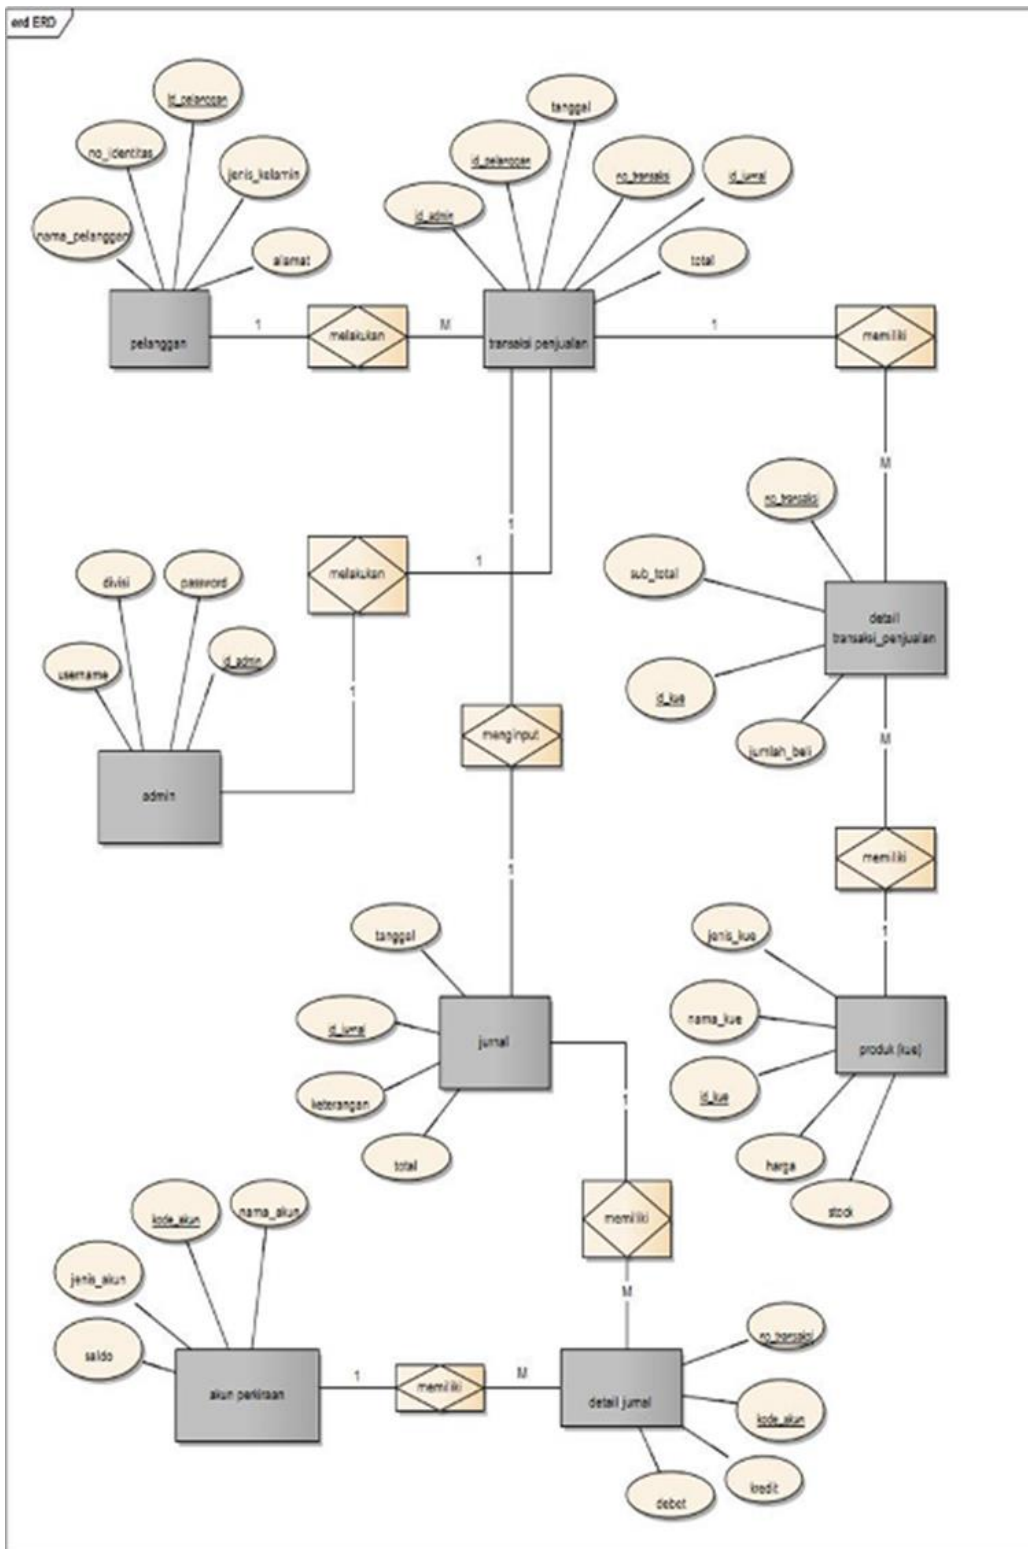 erd ERD
id_pelanggan
no_identitas
jenis_kelamin
nama_pelanggan
alamat
pelanggan
1
melakukan
M
tanggal
id_pelanggan
no_transaksi
id_jurnal
id_admin
total
transaksi penjualan
1
memiliki
M
no_transaksi
sub_total
detail
transaksi_penjualan
id_kue
jumlah_beli
M
memiliki
1
jenis_kue
nama_kue
produk (kue)
id_kue
harga
stock
1
melakukan
1
divisi
password
username
id_admin
admin
1
menginput
1
tanggal
id_jurnal
jurnal
keterangan
total
1
memiliki
M
kode_akun
nama_akun
jenis_akun
saldo
akun perkiraan
1
memiliki
M
no_transaksi
detail jurnal
kode_akun
kredit
debet